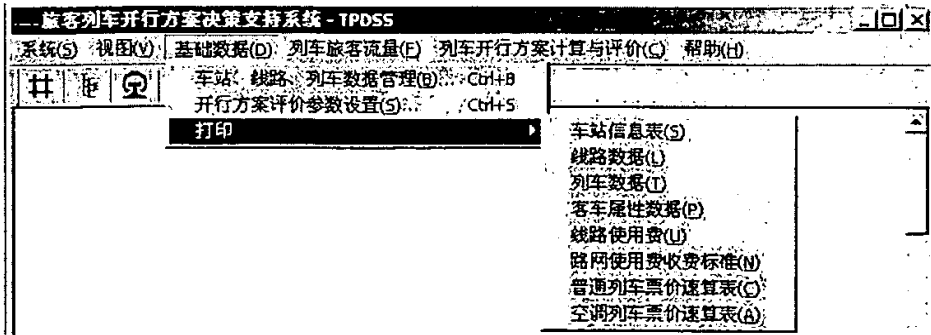 旅客列车开行方案决策支持系统 - TPDSS
系统(S) 视图(V) 基础数据(D) 列车旅客流量(F) 列车开行方案计算与评价(C) 帮助(H)
车站、线路、列车数据管理(B)... Ctrl+B
开行方案评价参数设置(S)... Ctrl+S
打印
车站信息表(S)
线路数据(L)
列车数据(T)
客车属性数据(P)
线路使用费(U)
路网使用费收费标准(N)
普通列车票价速算表(C)
空调列车票价速算表(A)